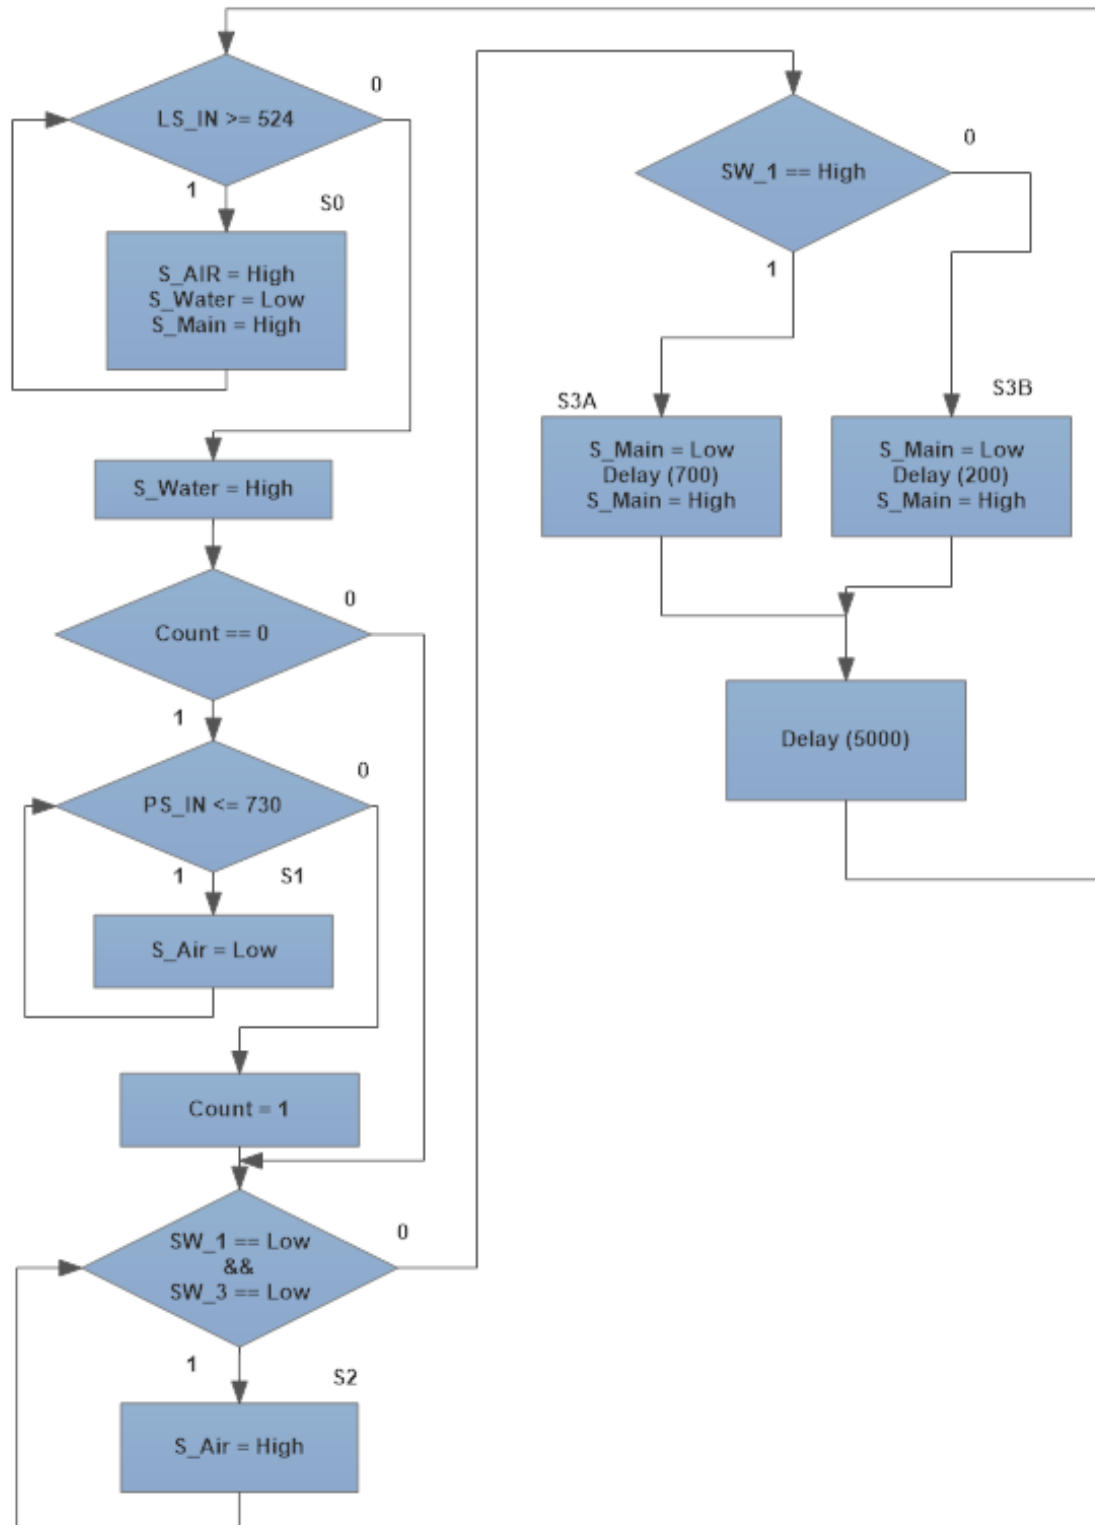 LS_IN >= 524
0
1
S0
S_AIR = High
S_Water = Low
S_Main = High
S_Water = High
Count == 0
0
1
PS_IN <= 730
0
1
S1
S_Air = Low
Count = 1
SW_1 == Low
&&
SW_3 == Low
0
1
S2
S_Air = High
SW_1 == High
0
1
S3A
S_Main = Low
Delay (700)
S_Main = High
S3B
S_Main = Low
Delay (200)
S_Main = High
Delay (5000)